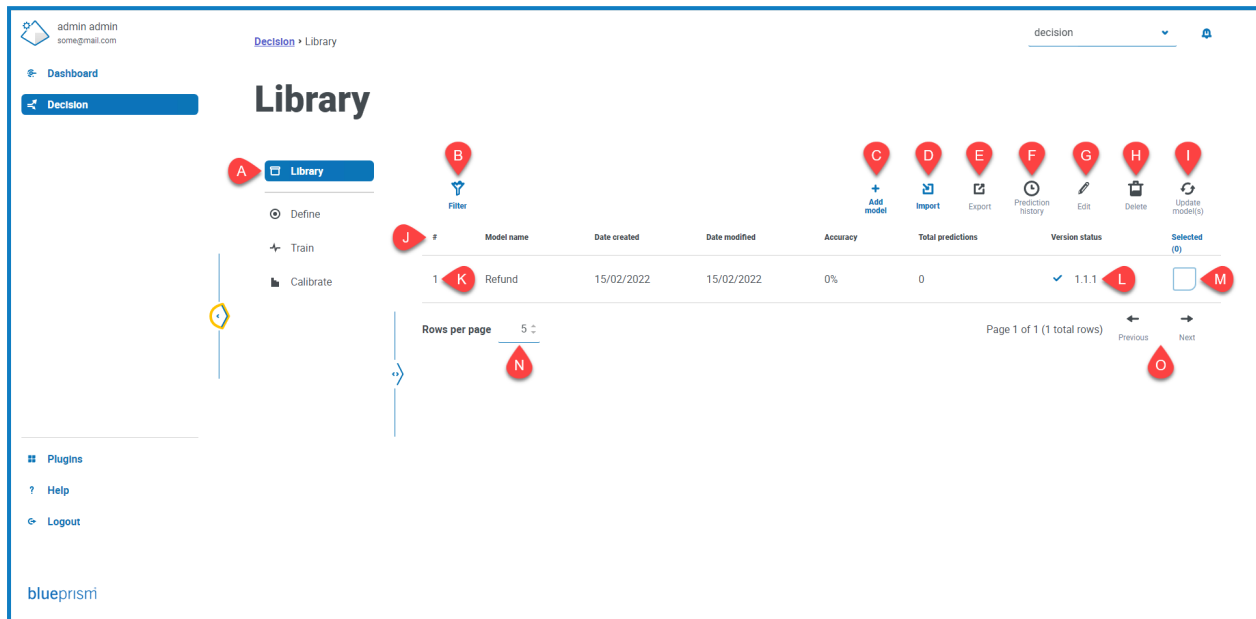 admin admin
some@mail.com
Decision › Library
decision
Dashboard
Decision
Library
A
Library
Define
Train
Calibrate
B
C
D
E
F
G
H
I
Filter
Add
model
Import
Export
Prediction
history
Edit
Delete
Update
model(s)
J
# Model name Date created Date modified Accuracy Total predictions Version status Selected
(0)
1 K Refund 15/02/2022 15/02/2022 0% 0 1.1.1 L M
Rows per page 5
N
Page 1 of 1 (1 total rows)
Previous
Next
O
Plugins
? Help
Logout
blueprism